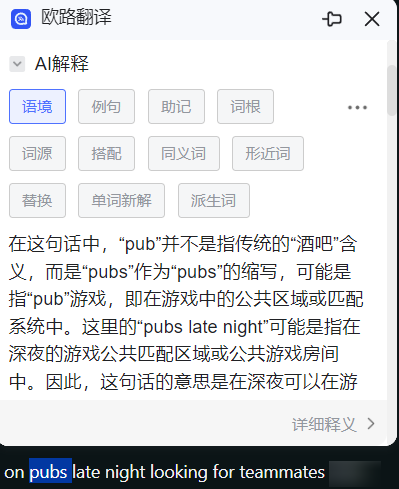 欧路翻译
AI解释
语境 例句 助记 词根
词源 搭配 同义词 形近词
替换 单词新解 派生词
在这句话中，“pub”并不是指传统的“酒吧”含
义，而是“pubs”作为“pubs”的缩写，可能是
指“pub”游戏，即在游戏中的公共区域或匹配
系统中。这里的“pubs late night”可能是指在
深夜的游戏公共匹配区域或公共游戏房间
中。因此，这句话的意思是在深夜可以在游
详细释义
on pubs late night looking for teammates